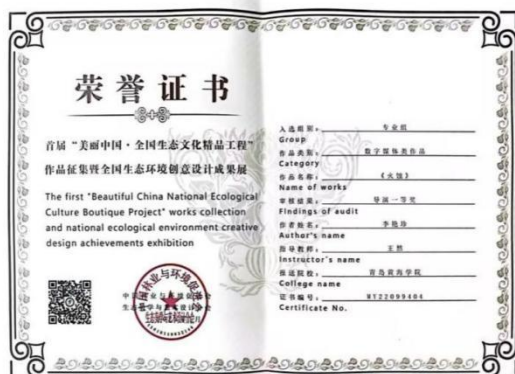 荣誉证书
首届“美丽中国·全国生态文化精品工程”
作品征集暨全国生态环境创意设计成果展
The first "Beautiful China National Ecological
Culture Boutique Project" works collection
and national ecological environment creative
design achievements exhibition
入选组别： 专业组
Group
作品类别： 数字媒体类作品
Category
作品名称： 《火蚀》
Name of works
审核结果： 导演一等奖
Findings of audit
作者姓名： 李艳珍
Author's name
指导教师： 王然
Instructor's name
报送院校： 青岛黄海学院
College name
证书编号： MT22099404
Certificate No.